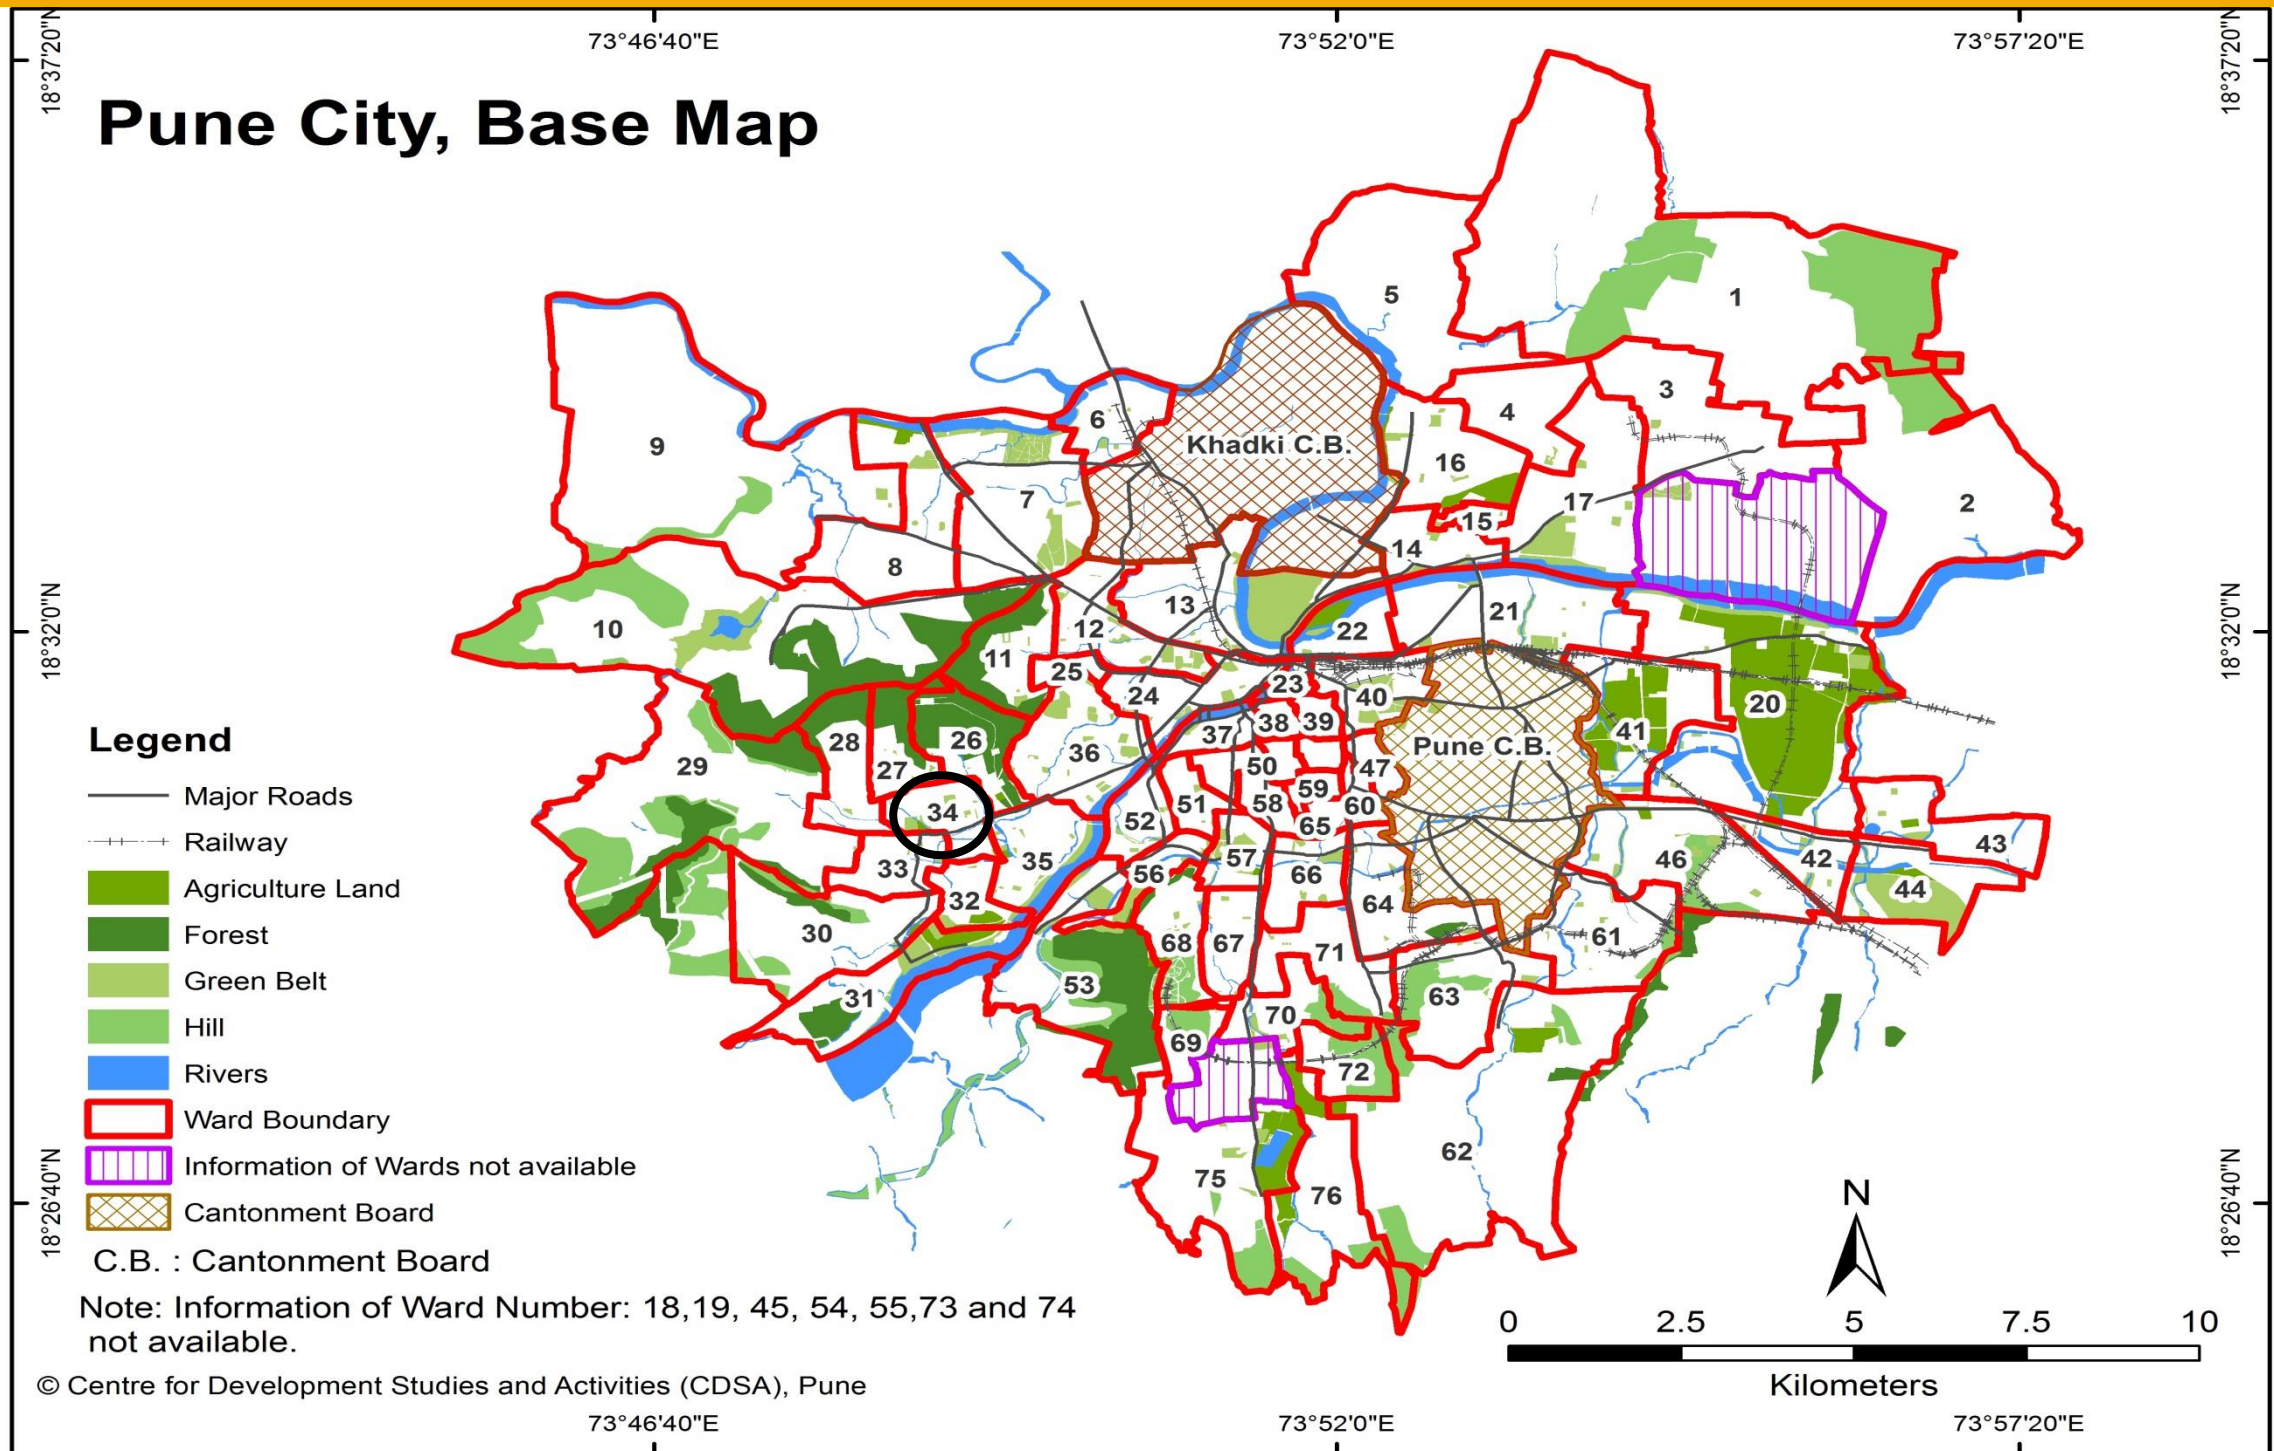 73°46'40"E
73°52'0"E
73°57'20"E
18°37'20"N
18°37'20"N
Pune City, Base Map
5
1
3
4
6
9
Khadki C.B.
16
7
17
2
15
14
8
13
21
10
12
22
11
25
23
24
40
20
38
39
37
41
26
28
36
Pune C.B.
29
27
50
47
59
51
58
60
34
52
65
43
57
46
42
35
33
56
66
44
32
64
30
61
68
67
71
53
63
31
70
69
72
62
75
76
18°32'0"N
18°32'0"N
Legend
Major Roads
Railway
Agriculture Land
Forest
Green Belt
Hill
Rivers
Ward Boundary
Information of Wards not available
Cantonment Board
C.B. : Cantonment Board
Note: Information of Ward Number: 18,19, 45, 54, 55,73 and 74
not available.
© Centre for Development Studies and Activities (CDSA), Pune
18°26'40"N
18°26'40"N
N
0 2.5 5 7.5 10
Kilometers
73°46'40"E
73°52'0"E
73°57'20"E